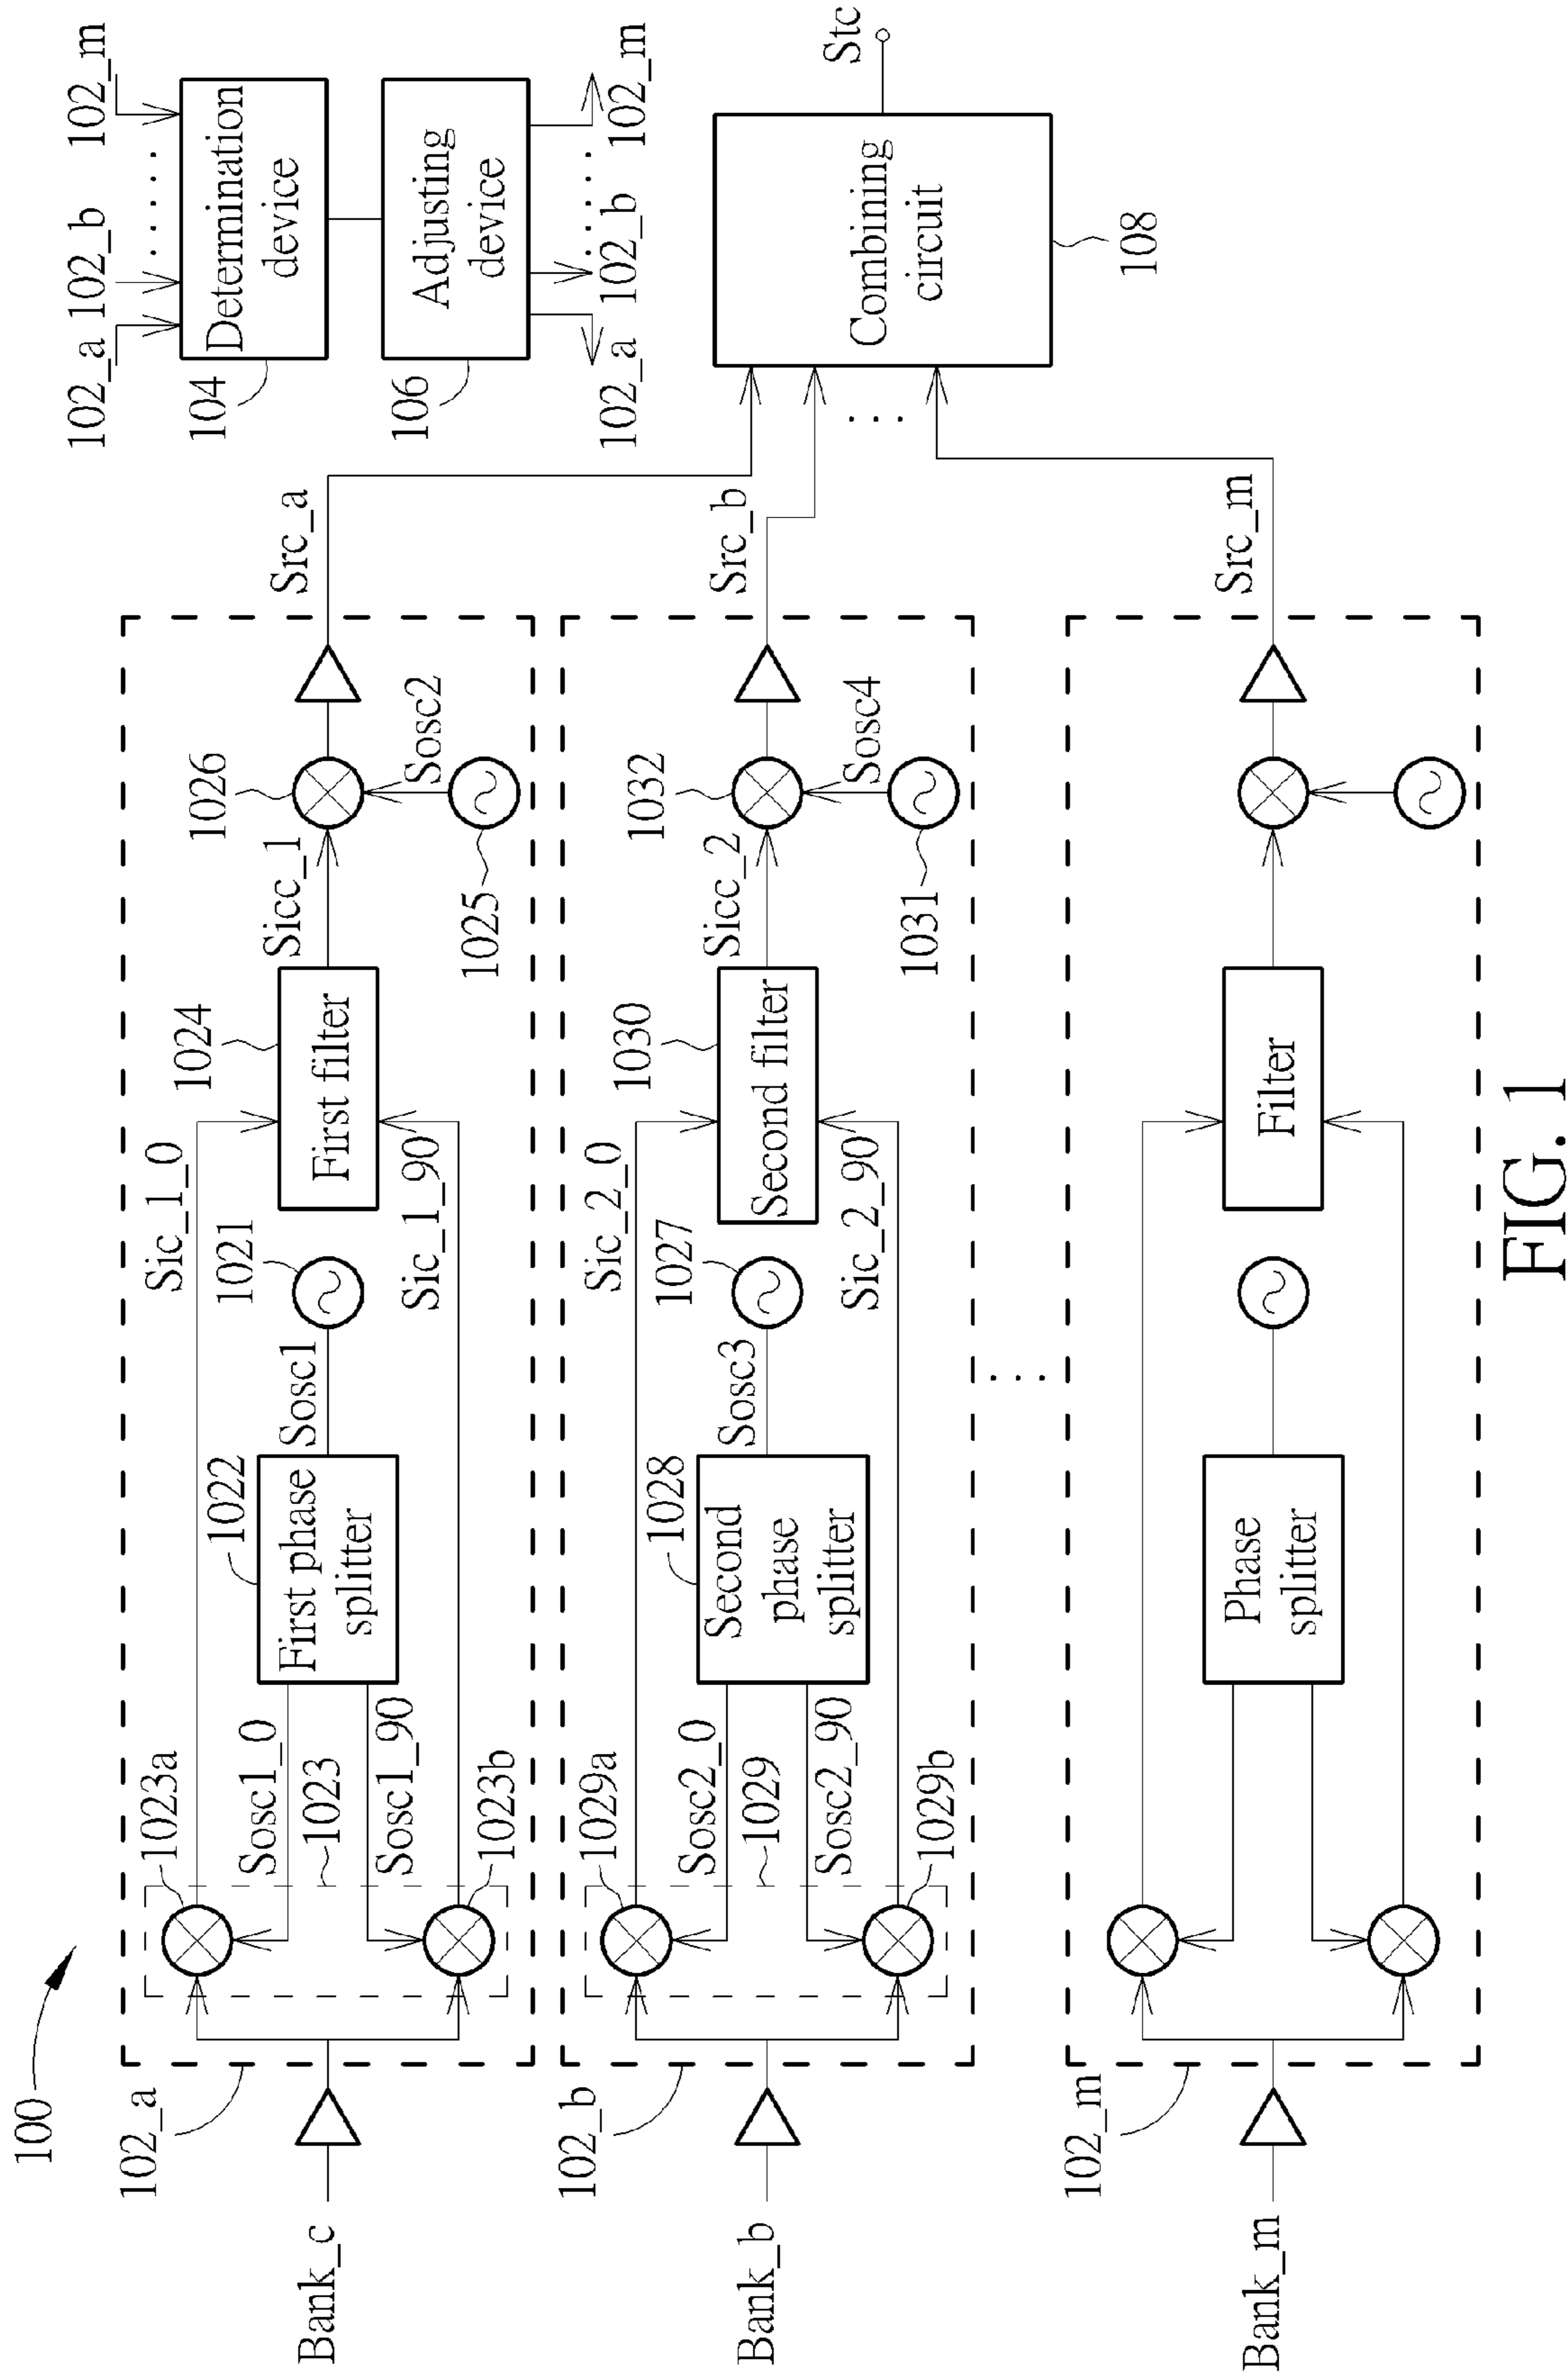 100
102_a
102_b
102_m
104
Determination
device
106
Adjusting
device
102_a
102_b
102_m
Bank_c
102_a
1023a
Sosc1_0
1023
Sosc1_90
1023b
1022
First phase
splitter
Sosc1
1021
Sic_1_0
Sic_1_90
1024
First filter
Sicc_1
1026
Sosc2
1025
Src_a
Bank_b
102_b
1029a
Sosc2_0
1029
Sosc2_90
1029b
1028
Second
phase
splitter
Sosc3
1027
Sic_2_0
Sic_2_90
1030
Second filter
Sicc_2
1032
Sosc4
1031
Src_b
Bank_m
102_m
Phase
splitter
Filter
Src_m
Combining
circuit
108
Stc
FIG. 1